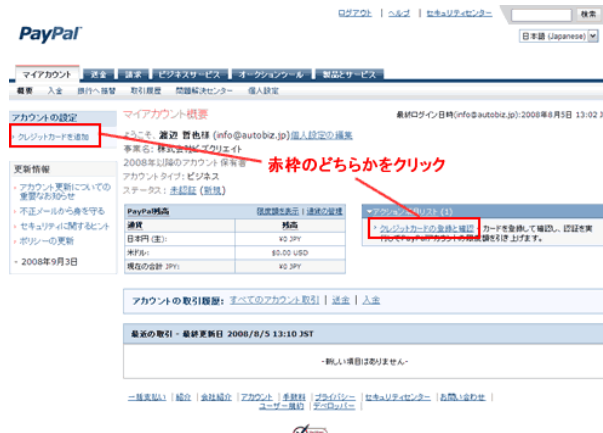 ログアウト | ヘルプ | セキュリティセンター 検索
PayPal
日本語 (Japanese)
マイアカウント 送金 請求 ビジネスサービス オークションツール 製品とサービス
概要 入金 銀行へ振替 取引履歴 問題解決センター 個人設定
アカウントの設定
クレジットカードを追加
更新情報
アカウント更新についての
重要なお知らせ
不正メールから身を守る
セキュリティに関するヒント
ポリシーの更新
- 2008年9月3日
マイアカウント概要
最終ログイン日時(info@autobiz.jp):2008年8月5日 13:02
ようこそ、渡辺 哲也様 (info@autobiz.jp)個人設定の編集
事業名: 株式会社ビズクリエイト
2008年以降のアカウント保有者
アカウントタイプ: ビジネス
ステータス: 未認証 (新規)
赤枠のどちらかをクリック
PayPal残高 限度額を表示 | 通貨の管理
通貨 残高
日本円 (主): ¥0 JPY
米ドル: $0.00 USD
現在の合計 JPY: ¥0 JPY
リスト (1)
クレジットカードの登録と確認 カードを登録して確認し、認証を実
行してPayPalアカウントの限度額を引き上げます。
アカウントの取引履歴: すべてのアカウント取引 | 送金 | 入金
最近の取引 - 最終更新日 2008/8/5 13:10 JST
-新しい項目はありません-
一括支払い | 紹介 | 会社紹介 | アカウント | 手数料 | プライバシー | セキュリティセンター | お問い合わせ |
ユーザー規約 | デベロッパー |